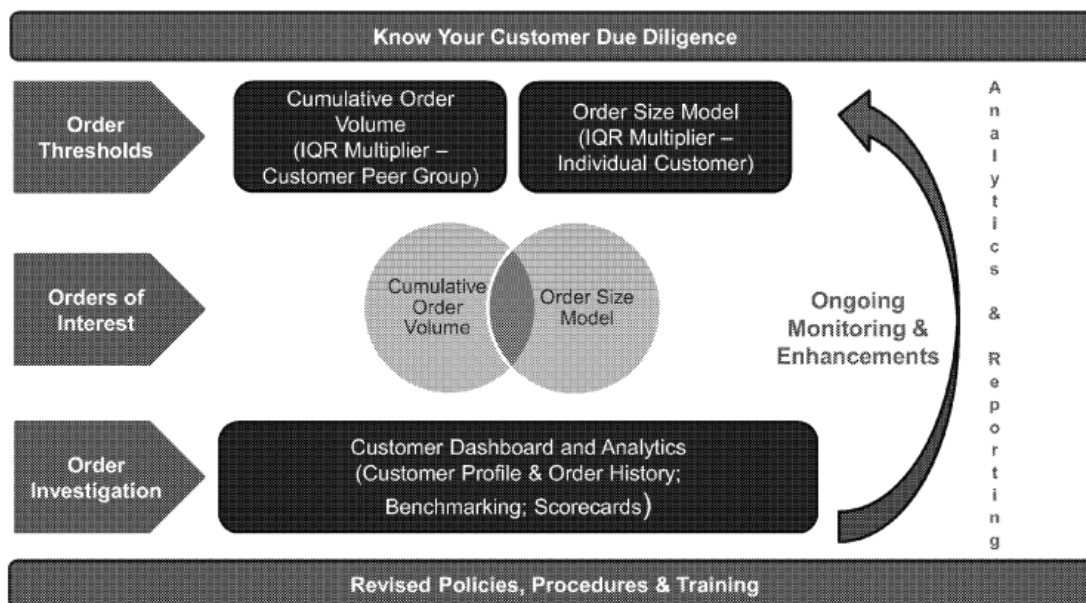 Know Your Customer Due Diligence
Order
Thresholds
Cumulative Order
Volume
(IQR Multiplier –
Customer Peer Group)
Order Size Model
(IQR Multiplier –
Individual Customer)
Orders of
Interest
Cumulative
Order
Volume
Order Size
Model
Ongoing
Monitoring &
Enhancements
Order
Investigation
Customer Dashboard and Analytics
(Customer Profile & Order History;
Benchmarking; Scorecards)
Analytics & Reporting
Revised Policies, Procedures & Training